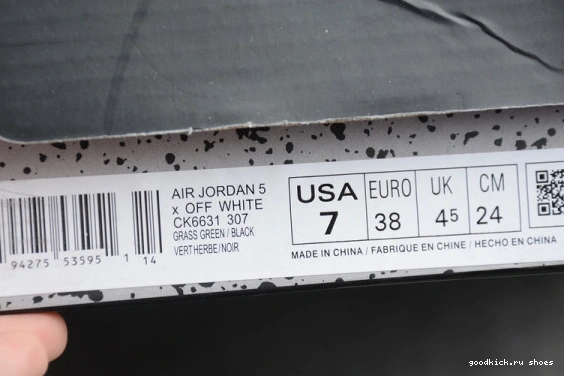 AIR JORDAN 5
x OFF WHITE
CK6631 307
GRASS GREEN / BLACK
VERT HERBE / NOIR
94275 53595 1 14
USA EURO UK CM
7 38 4⁵ 24
MADE IN CHINA / FABRIQUE EN CHINE / HECHO EN CHINA
goodkick.ru shoes